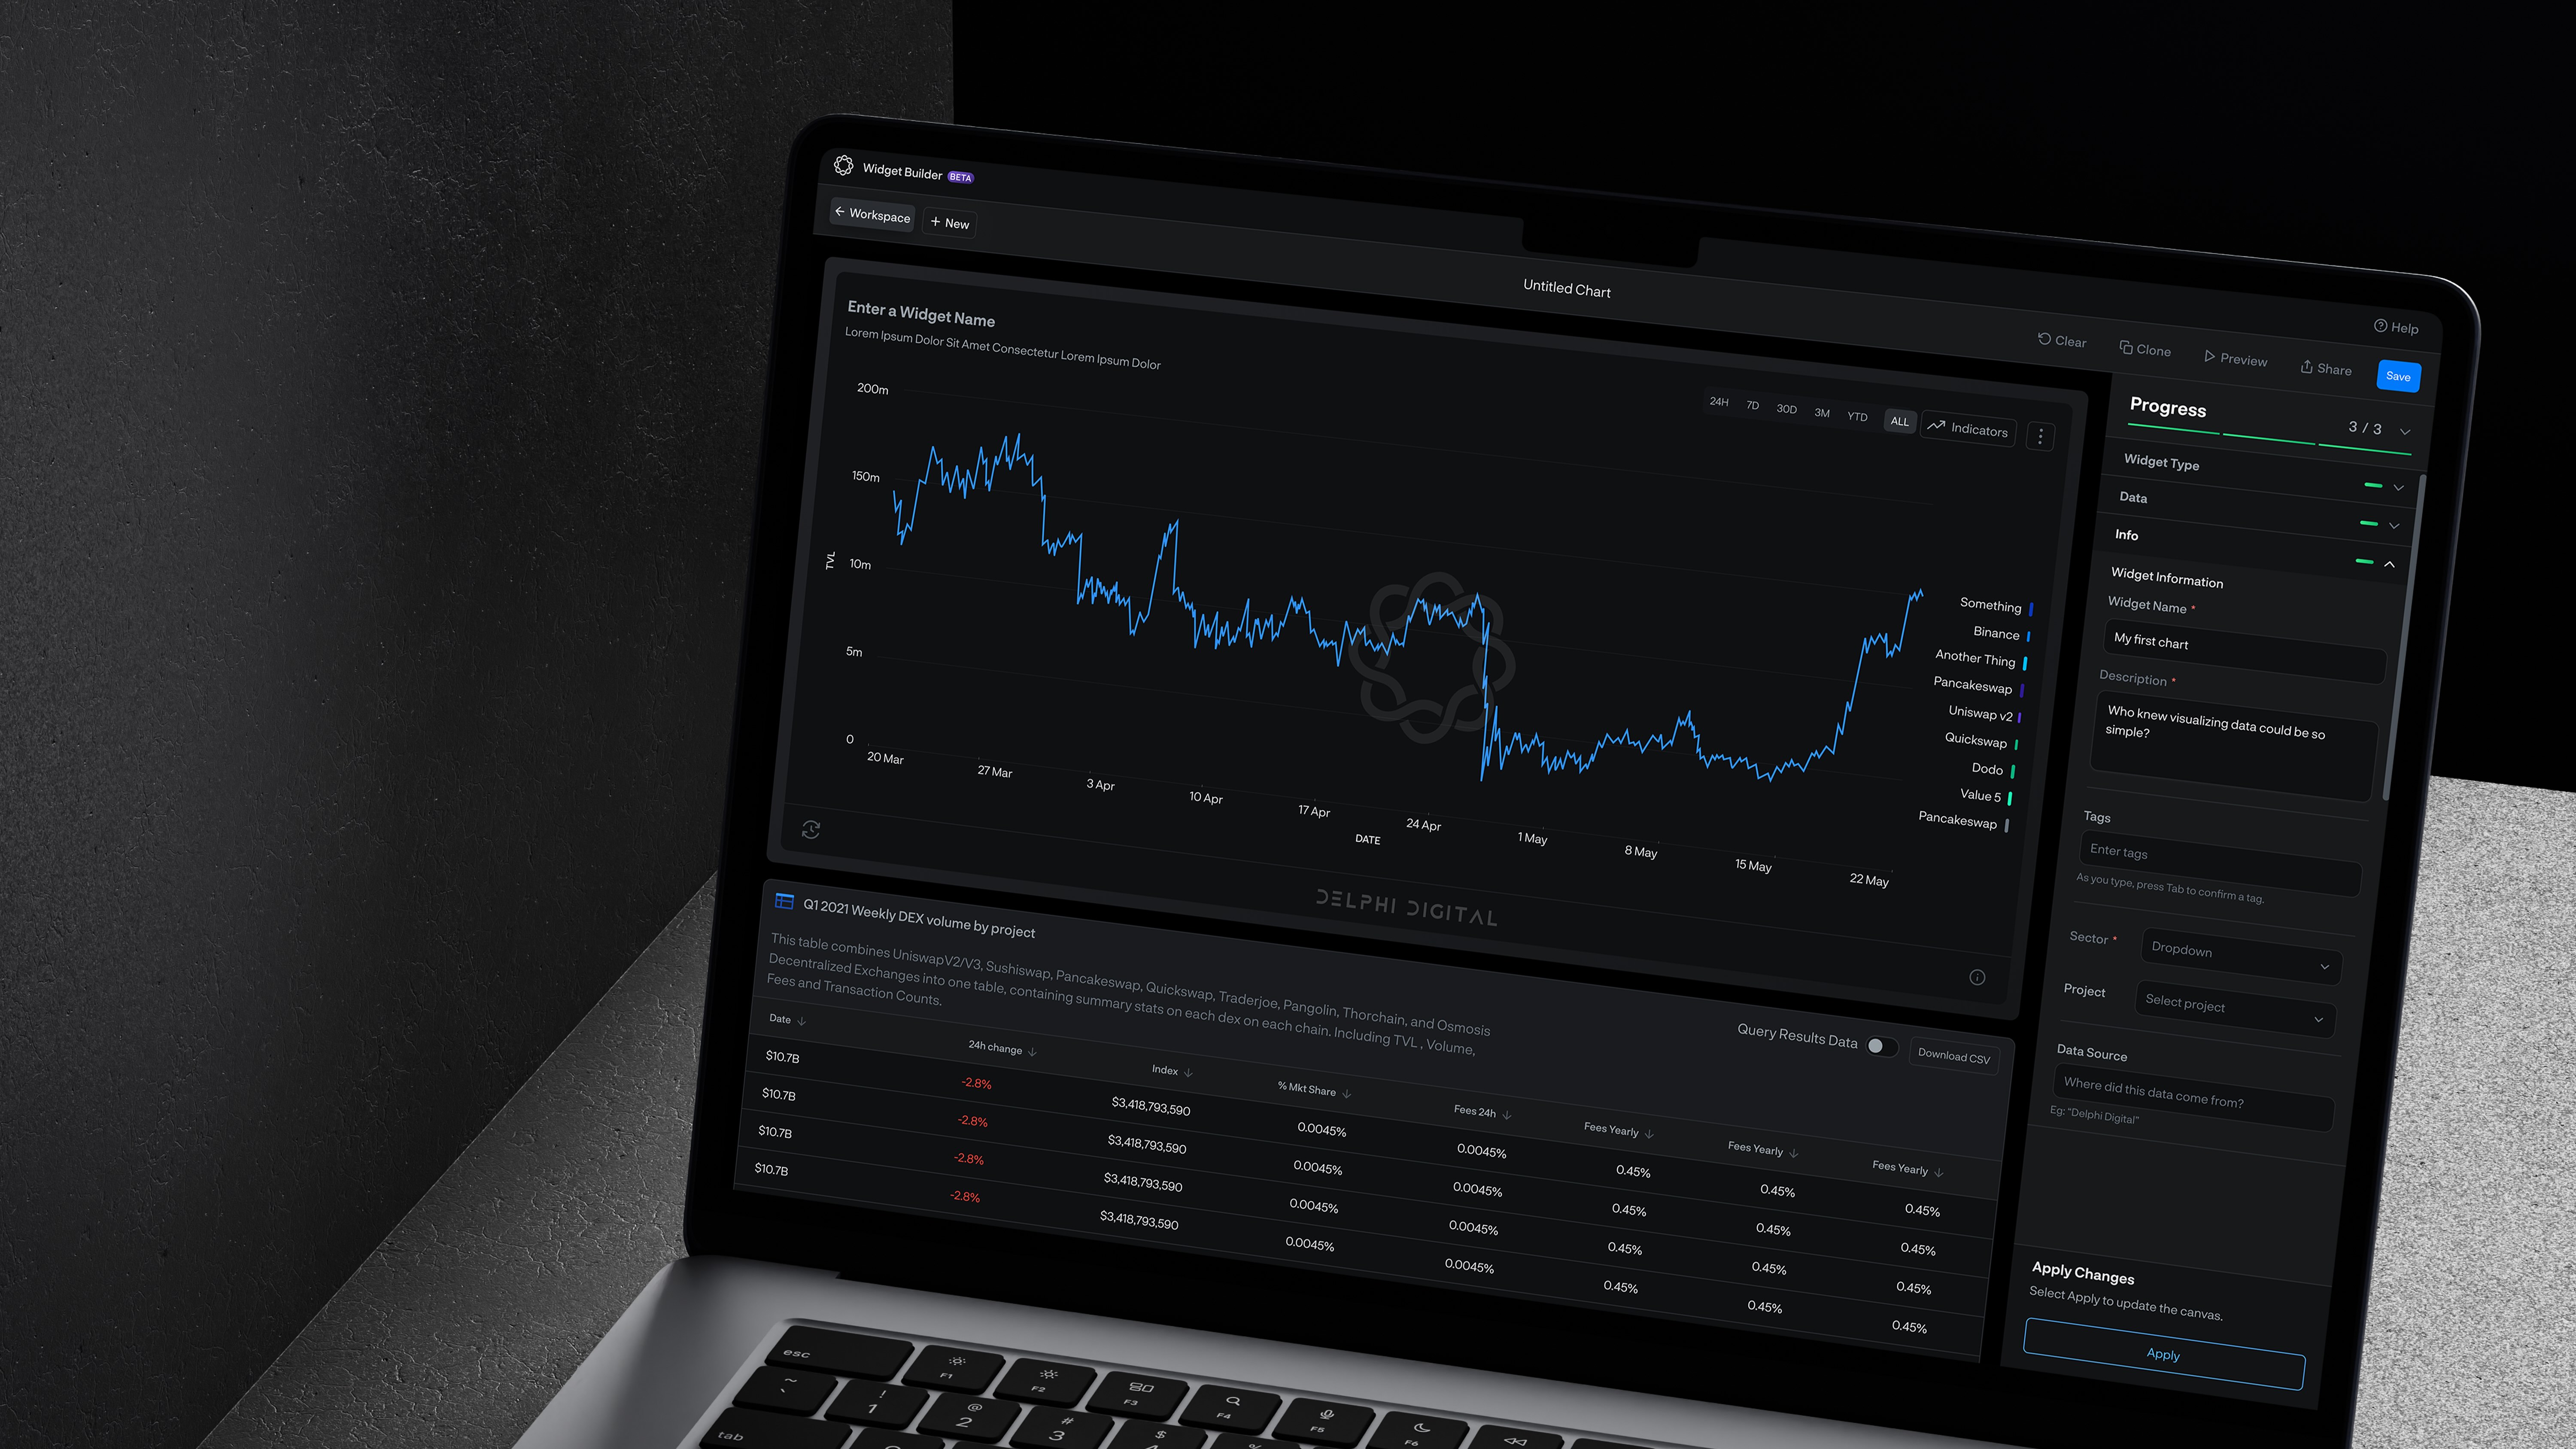 Widget Builder BETA
Workspace
New
Untitled Chart
Help
Clear
Clone
Preview
Share
Save
Enter a Widget Name
Lorem Ipsum Dolor Sit Amet Consectetur Lorem Ipsum Dolor
24H 7D 30D 3M YTD ALL Indicators
200m
150m
10m
5m
0
TVL
20 Mar 27 Mar 3 Apr 10 Apr 17 Apr 24 Apr 1 May 8 May 15 May 22 May
DATE
Something
Binance
Another Thing
Pancakeswap
Uniswap v2
Quickswap
Dodo
Value 5
Pancakeswap
DELPHI DIGITAL
Q1 2021 Weekly DEX volume by project
This table combines UniswapV2/V3, Sushiswap, Pancakeswap, Quickswap, Traderjoe, Pangolin, Thorchain, and Osmosis
Decentralized Exchanges into one table, containing summary stats on each dex on each chain. Including TVL , Volume,
Fees and Transaction Counts.
Query Results Data
Download CSV
Date 24h change Index % Mkt Share Fees 24h Fees Yearly Fees Yearly Fees Yearly
$10.7B -2.8% $3,418,793,590 0.0045% 0.0045% 0.45% 0.45% 0.45%
$10.7B -2.8% $3,418,793,590 0.0045% 0.0045% 0.45% 0.45% 0.45%
$10.7B -2.8% $3,418,793,590 0.0045% 0.0045% 0.45% 0.45% 0.45%
$10.7B -2.8% $3,418,793,590 0.0045% 0.0045% 0.45% 0.45% 0.45%
Progress
3 / 3
Widget Type
Data
Info
Widget Information
Widget Name *
My first chart
Description *
Who knew visualizing data could be so
simple?
Tags
Enter tags
As you type, press Tab to confirm a tag.
Sector * Dropdown
Project Select project
Data Source
Where did this data come from?
Eg: “Delphi Digital”
Apply Changes
Select Apply to update the canvas.
Apply
esc F1 F2 F3 F4 F5 F6
~ ` ! 1 @ 2 # 3 $
tab